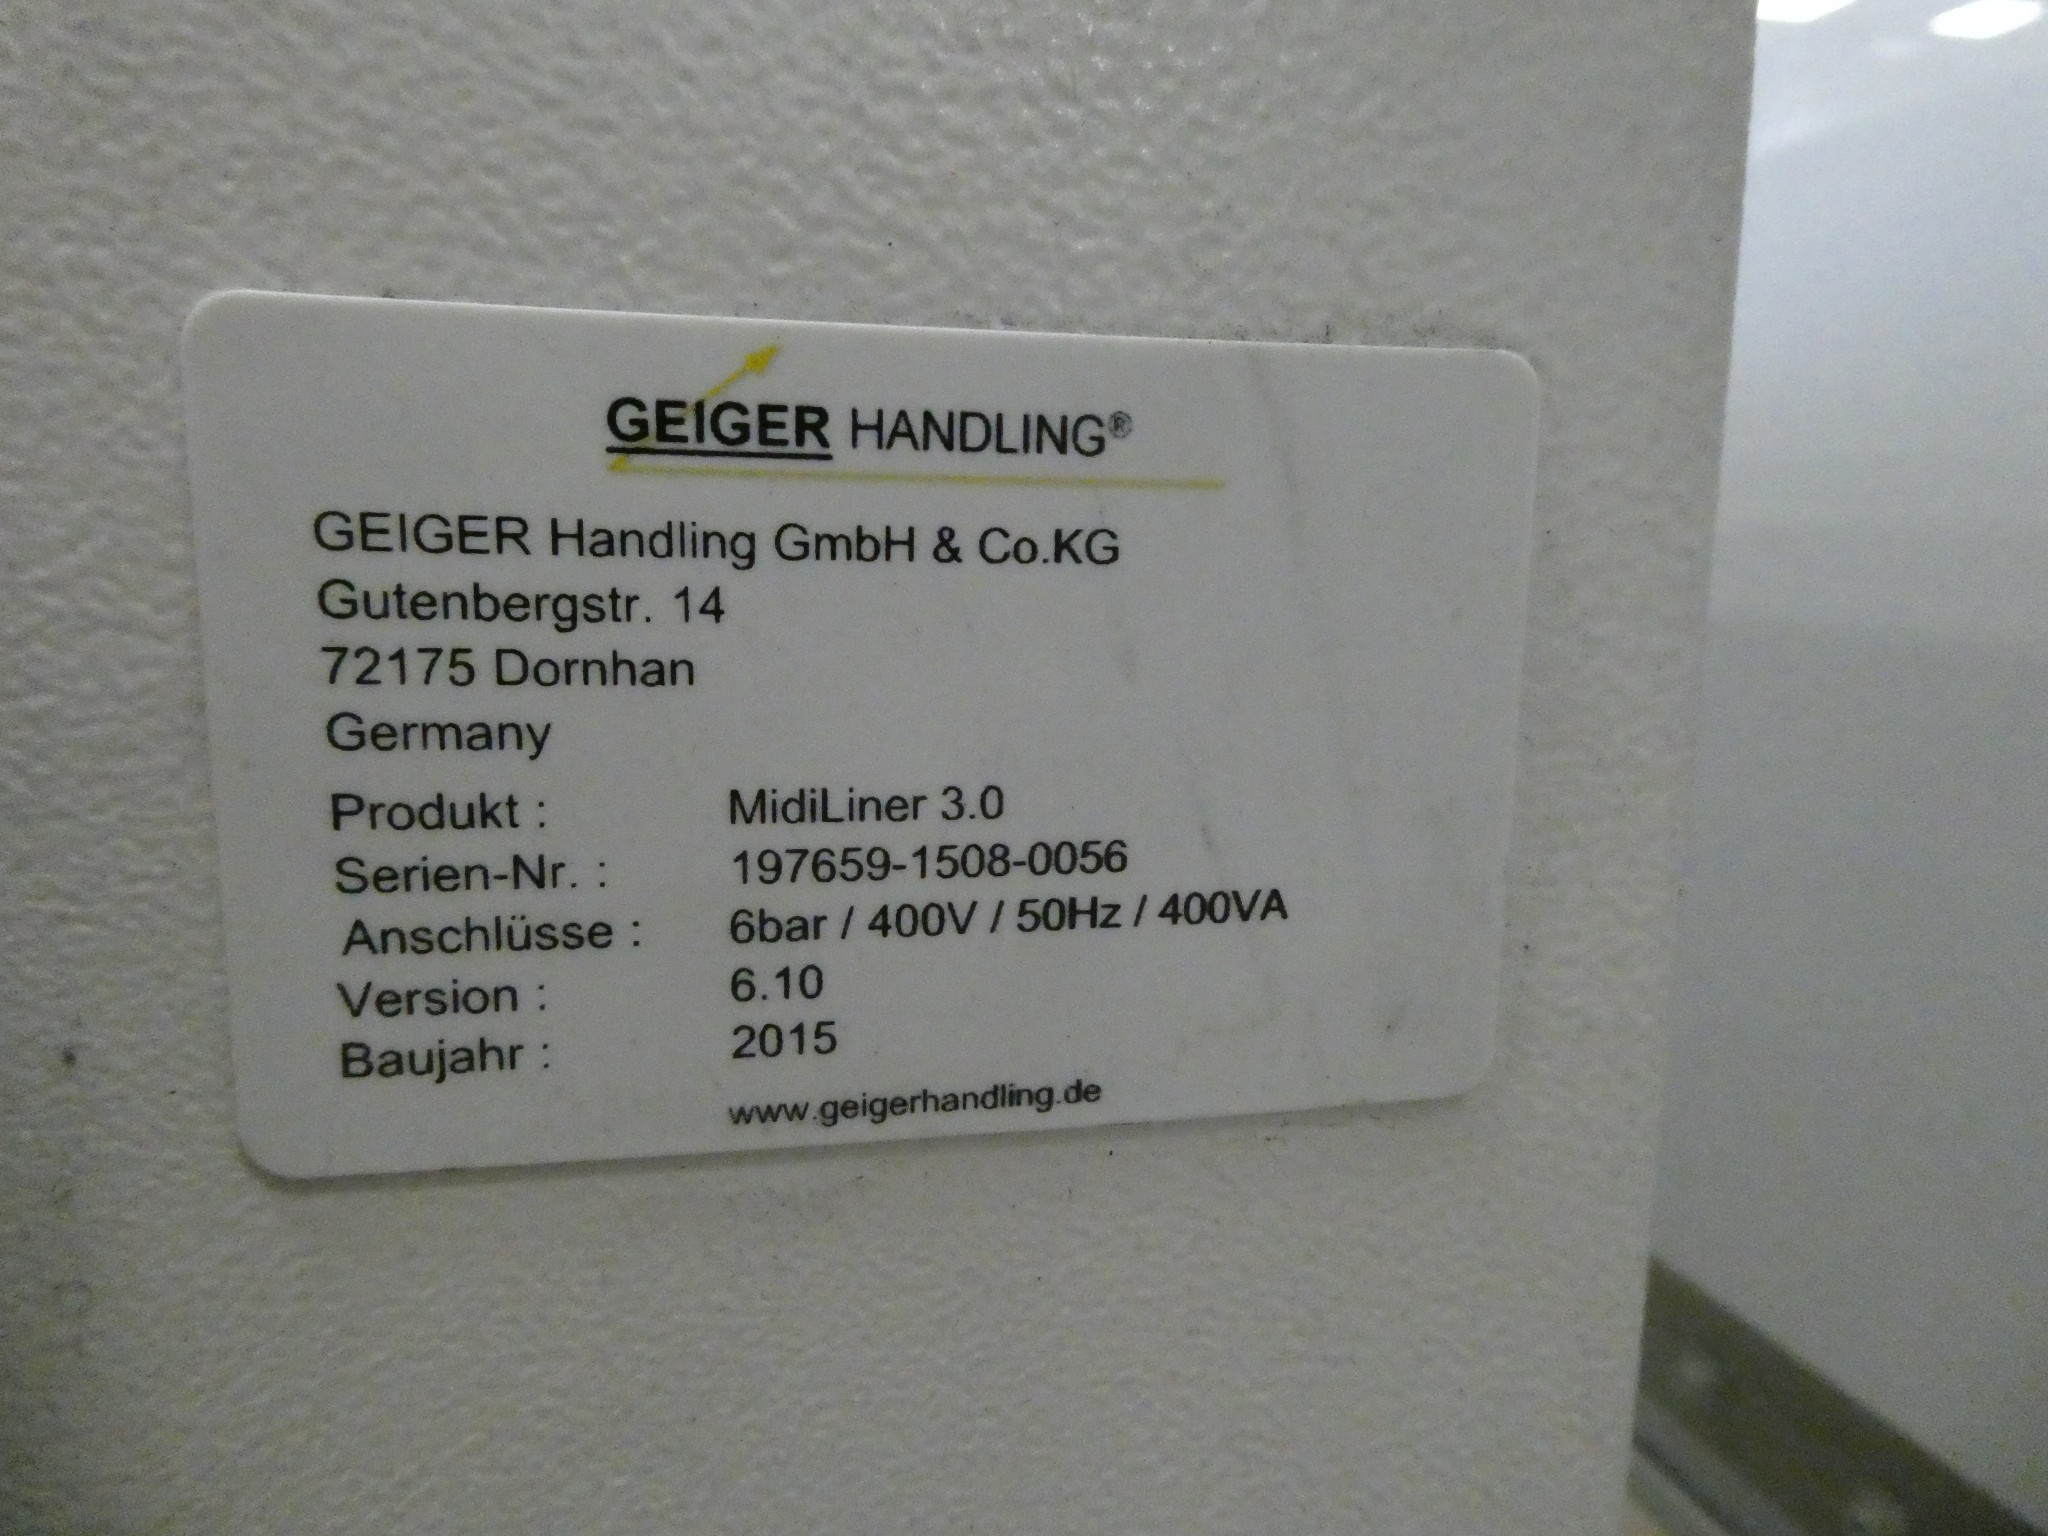 GEIGER HANDLING®
GEIGER Handling GmbH & Co.KG
Gutenbergstr. 14
72175 Dornhan
Germany
Produkt : MidiLiner 3.0
Serien-Nr. : 197659-1508-0056
Anschlüsse : 6bar / 400V / 50Hz / 400VA
Version : 6.10
Baujahr : 2015
www.geigerhandling.de